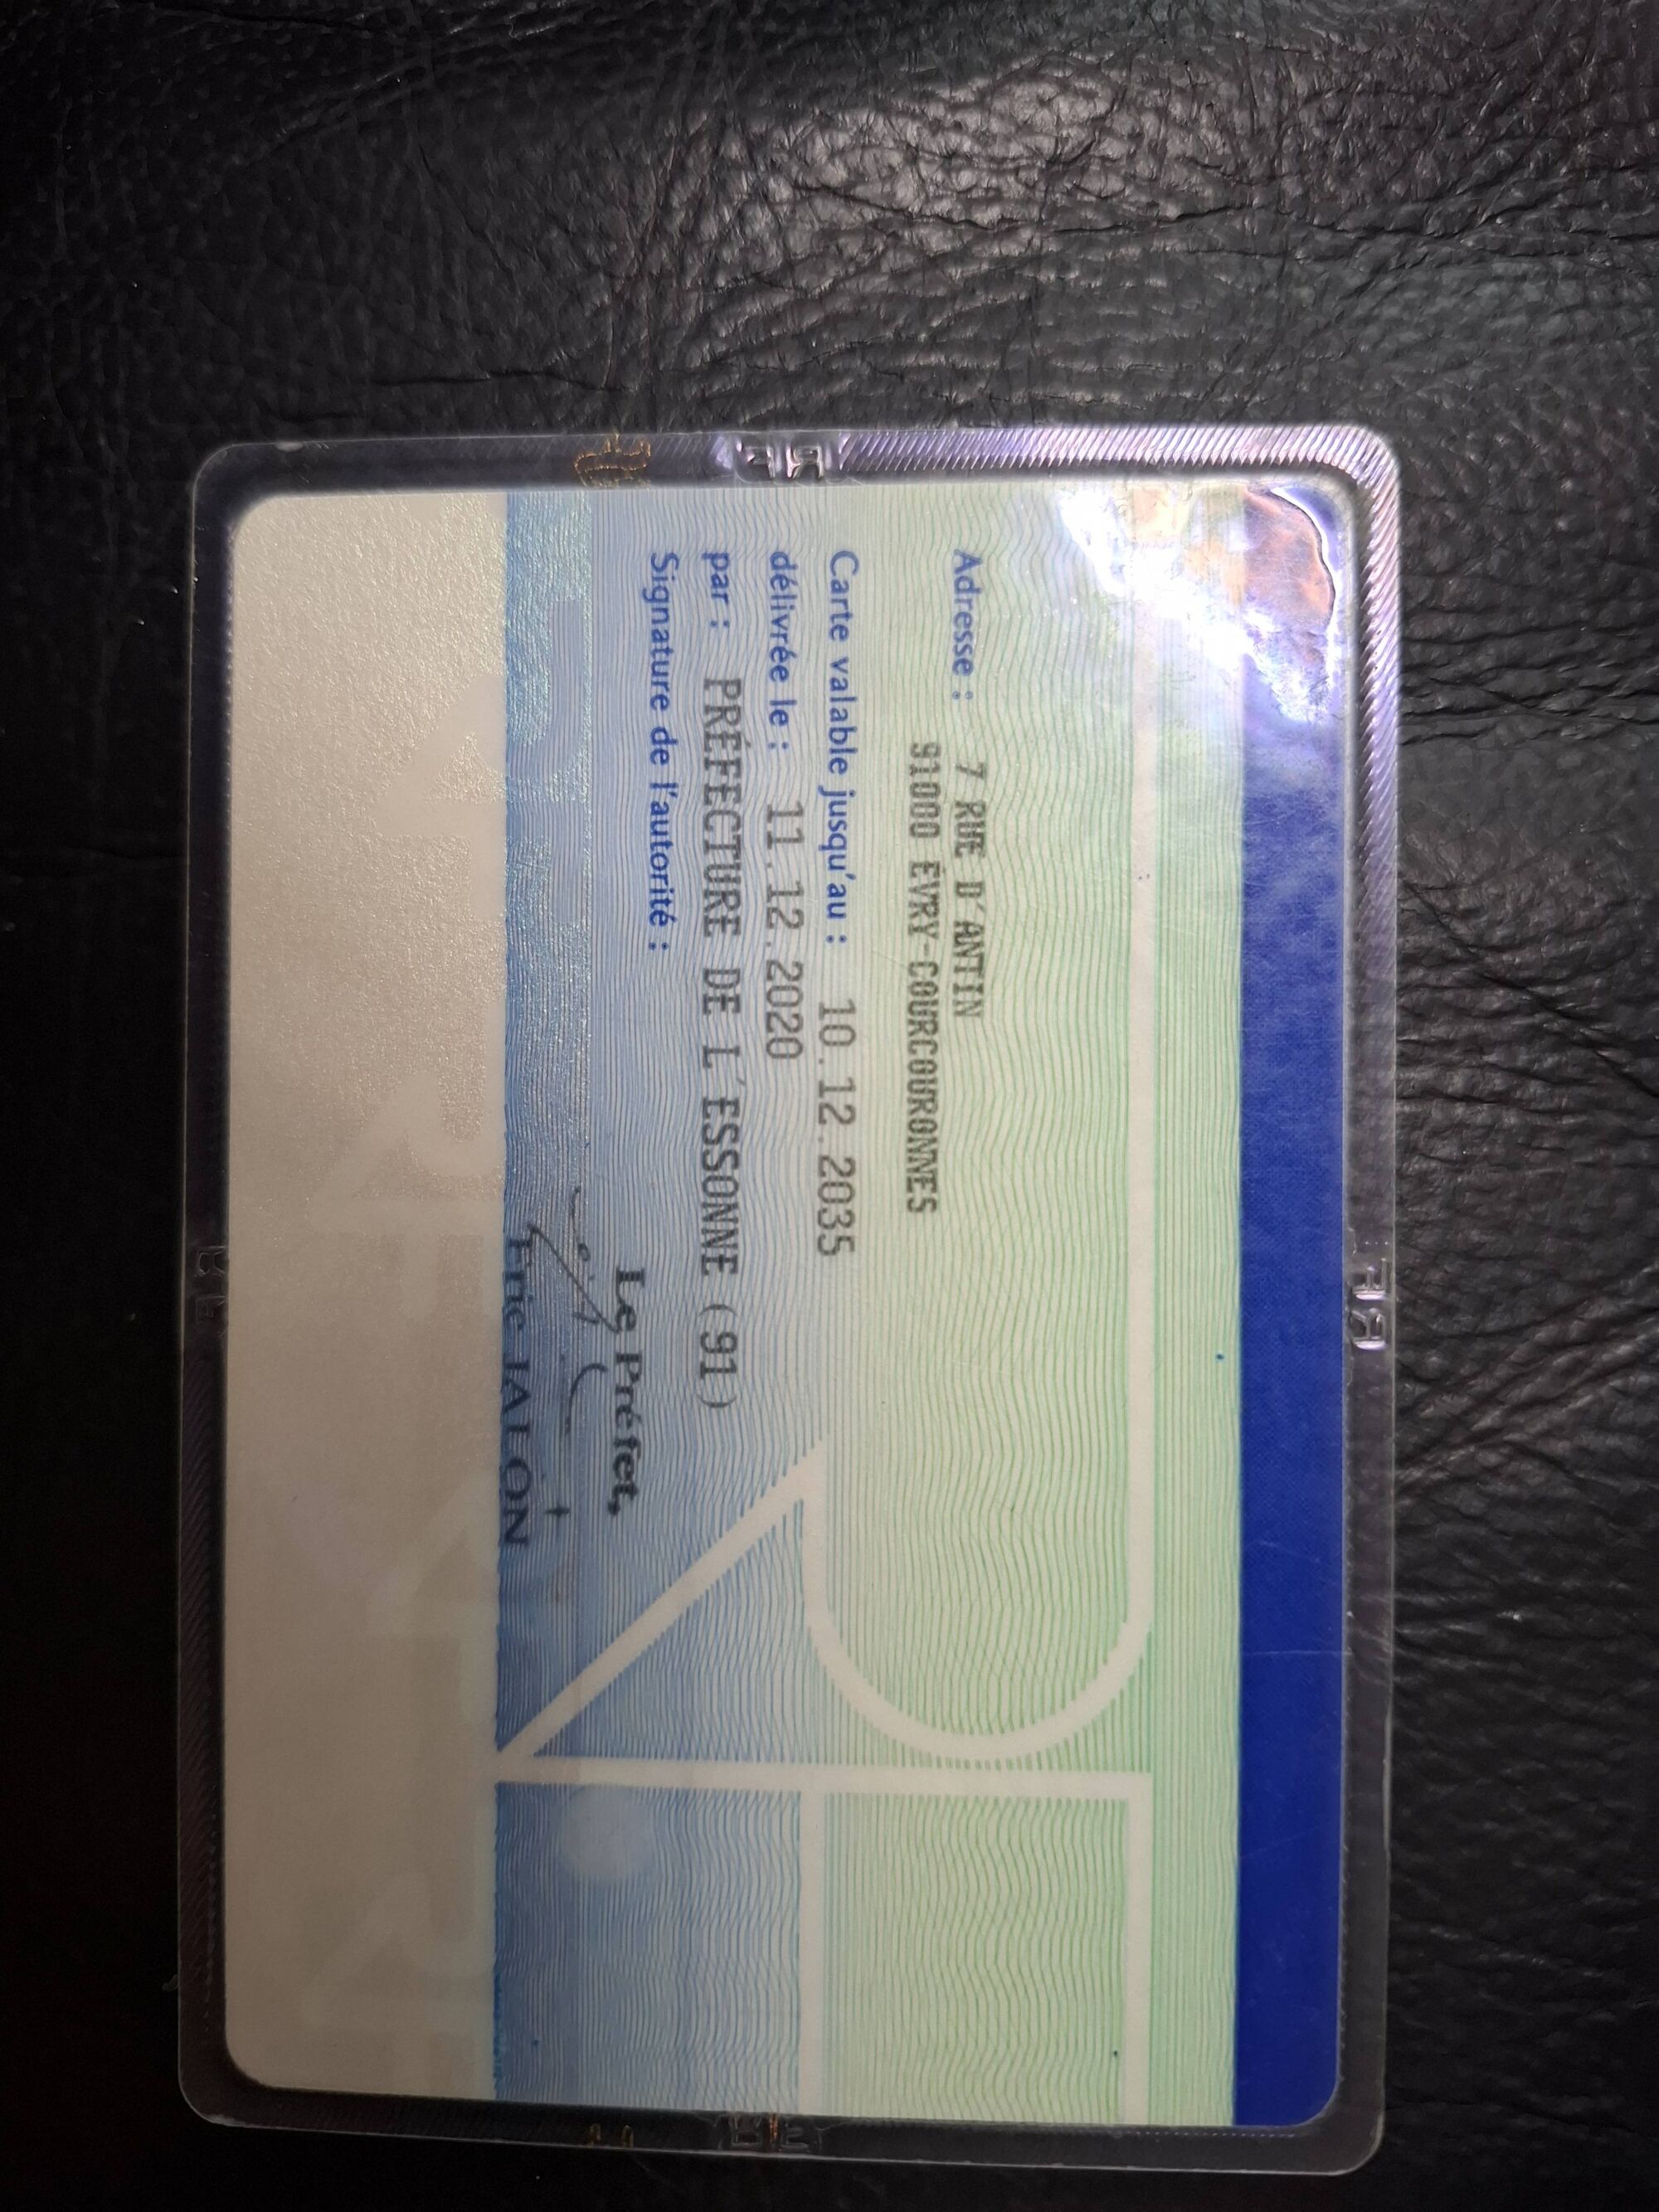 Adresse : 7 RUE D'ANTIN
91000 ÉVRY-COURCOURONNES
Carte valable jusqu'au : 10.12.2035
délivrée le : 11.12.2020
par : PRÉFECTURE DE L'ESSONNE (91)
Signature de l'autorité :
Le Préfet,
Eric JALON
RF